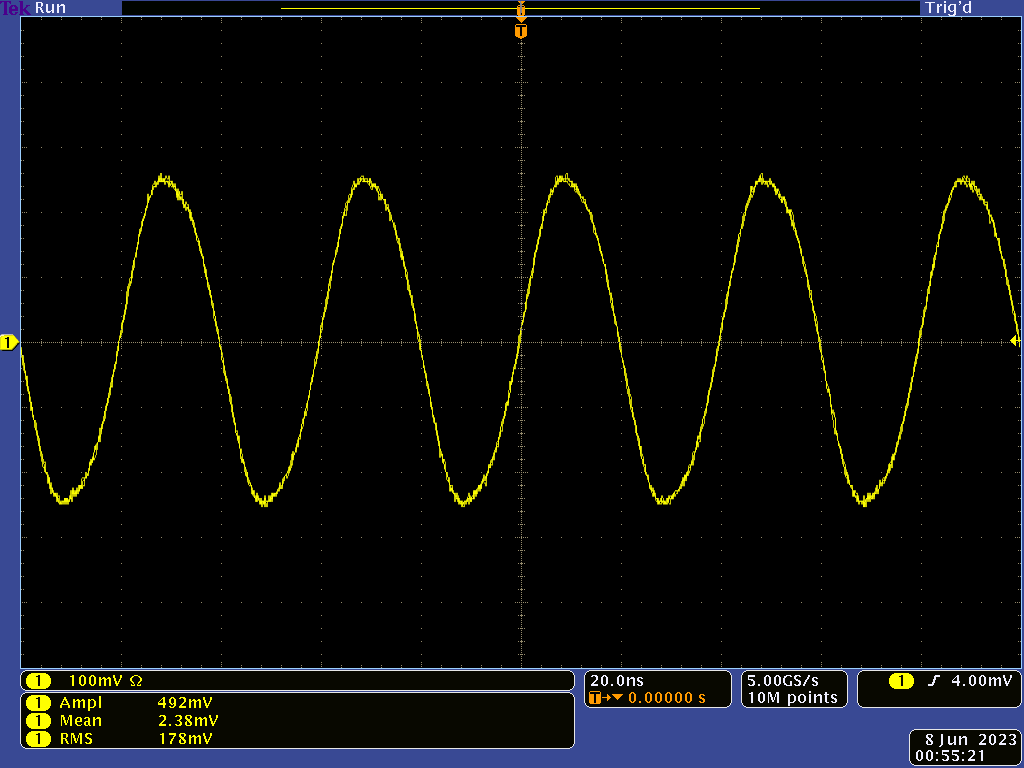 Tek Run Trig'd
T
T
1
1 100mV Ω
1 Ampl 492mV
1 Mean 2.38mV
1 RMS 178mV
20.0ns
T→▼ 0.00000 s
5.00GS/s
10M points
1 ʃ 4.00mV
8 Jun 2023
00:55:21